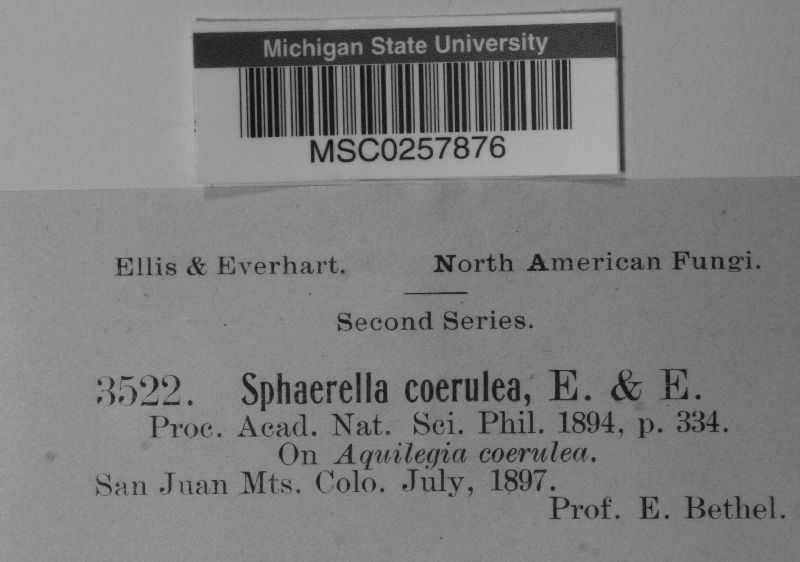 Michigan State University
MSC0257876
Ellis & Everhart. North American Fungi.
Second Series.
3522. Sphaerella coerulea, E. & E.
Proc. Acad. Nat. Sci. Phil. 1894, p. 334.
On Aquilegia coerulea.
San Juan Mts. Colo. July, 1897.
Prof. E. Bethel.